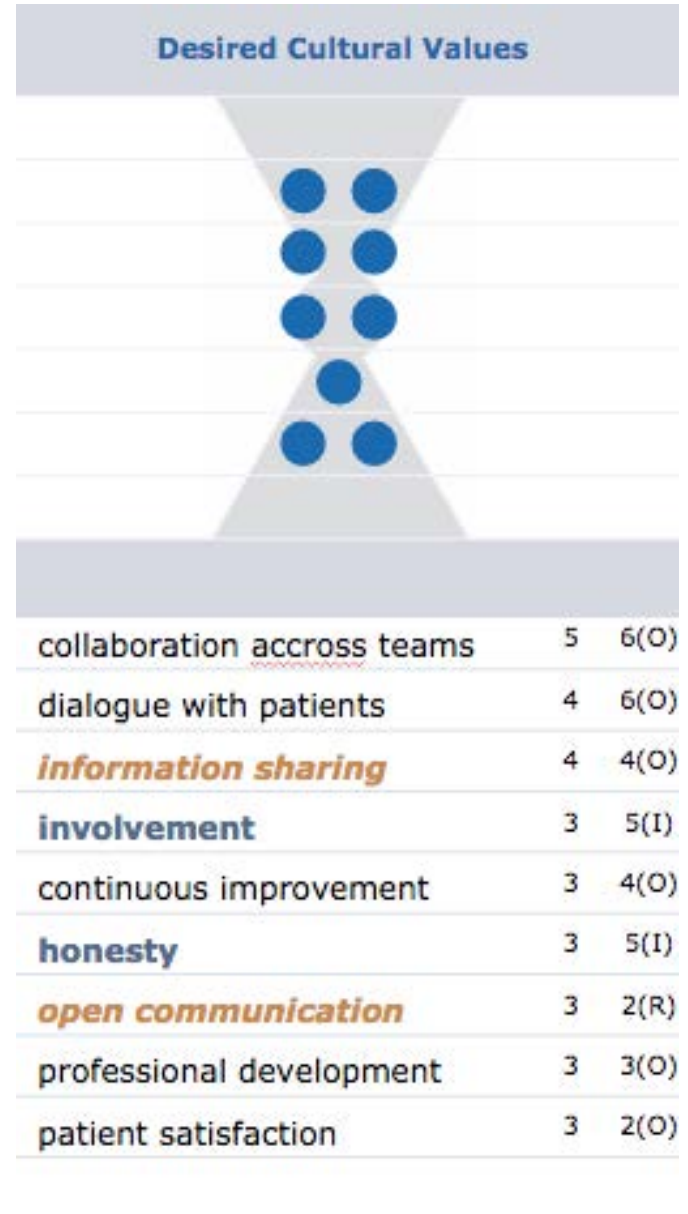 Desired Cultural Values
collaboration accross teams 5 6(O)
dialogue with patients 4 6(O)
information sharing 4 4(O)
involvement 3 5(I)
continuous improvement 3 4(O)
honesty 3 5(I)
open communication 3 2(R)
professional development 3 3(O)
patient satisfaction 3 2(O)